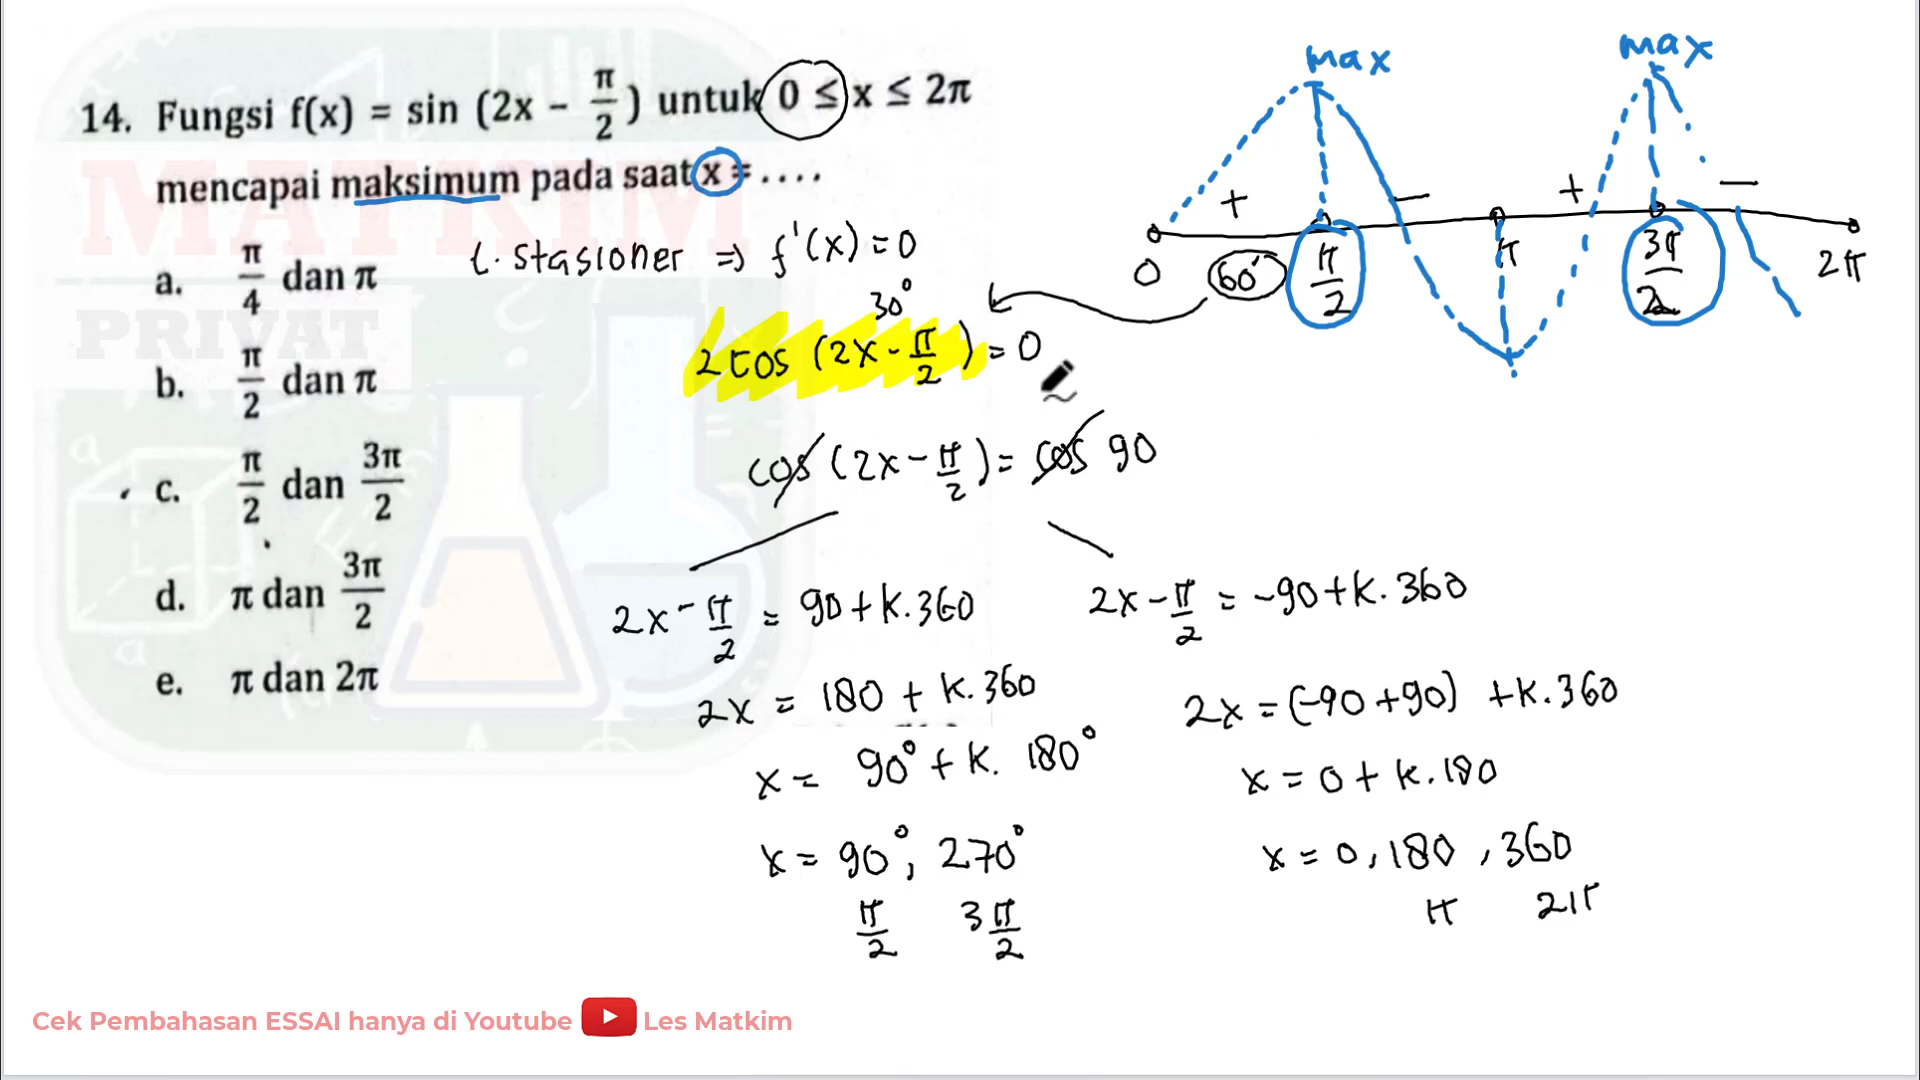 14. Fungsi f(x) = sin (2x − π/2) untuk 0 ≤ x ≤ 2π
mencapai maksimum pada saat x = ....
a. π/4 dan π
b. π/2 dan π
c. π/2 dan 3π/2
d. π dan 3π/2
e. π dan 2π
MATKIM
PRIVAT
t. stasioner ⇒ f'(x) = 0
30°
2 cos (2x − π/2) = 0
cos (2x − π/2) = cos 90
2x − π/2 = 90 + k.360
2x = 180 + k.360
x = 90° + k. 180°
x = 90°, 270°
π/2 3π/2
2x − π/2 = −90 + k.360
2x = (−90 + 90) + k.360
x = 0 + k.180
x = 0, 180, 360
π 2π
max max
+ − + −
0 60° π/2 π 3π/2 2π
Cek Pembahasan ESSAI hanya di Youtube Les Matkim